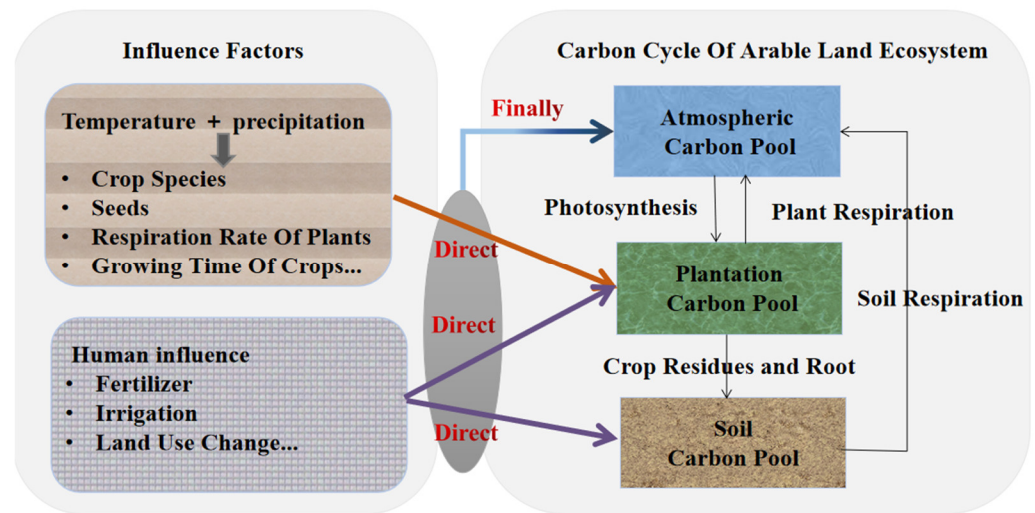 Influence Factors
Temperature + precipitation
• Crop Species
• Seeds
• Respiration Rate Of Plants
• Growing Time Of Crops...
Human influence
• Fertilizer
• Irrigation
• Land Use Change...
Finally
Direct
Direct
Direct
Carbon Cycle Of Arable Land Ecosystem
Atmospheric
Carbon Pool
Photosynthesis
Plant Respiration
Plantation
Carbon Pool
Soil Respiration
Crop Residues and Root
Soil
Carbon Pool